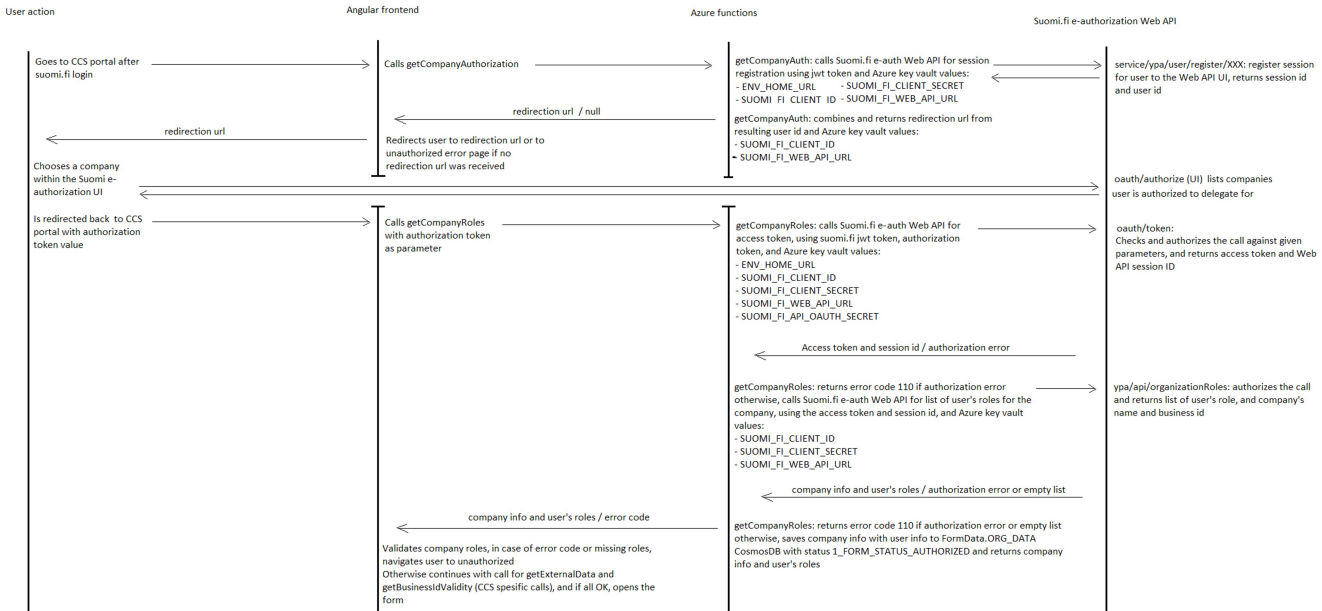 User action
Angular frontend
Azure functions
Suomi.fi e-authorization Web API
Goes to CCS portal after
suomi.fi login
Calls getCompanyAuthorization
getCompanyAuth: calls Suomi.fi e-auth Web API for session
registration using jwt token and Azure key vault values:
- ENV_HOME_URL - SUOMI_FI_CLIENT_SECRET
- SUOMI_FI_CLIENT_ID - SUOMI_FI_WEB_API_URL
service/ypa/user/register/XXX: register session
for user to the Web API UI, returns session id
and user id
redirection url / null
getCompanyAuth: combines and returns redirection url from
resulting user id and Azure key vault values:
- SUOMI_FI_CLIENT_ID
- SUOMI_FI_WEB_API_URL
redirection url
Redirects user to redirection url or to
unauthorized error page if no
redirection url was received
Chooses a company
within the Suomi e-
authorization UI
oauth/authorize (UI) lists companies
user is authorized to delegate for
Is redirected back to CCS
portal with authorization
token value
Calls getCompanyRoles
with authorization token
as parameter
getCompanyRoles: calls Suomi.fi e-auth Web API for
access token, using suomi.fi jwt token, authorization
token, and Azure key vault values:
- ENV_HOME_URL
- SUOMI_FI_CLIENT_ID
- SUOMI_FI_CLIENT_SECRET
- SUOMI_FI_WEB_API_URL
- SUOMI_FI_API_OAUTH_SECRET
oauth/token:
Checks and authorizes the call against given
parameters, and returns access token and Web
API session ID
Access token and session id / authorization error
getCompanyRoles: returns error code 110 if authorization error
otherwise, calls Suomi.fi e-auth Web API for list of user's roles for
the company, using the access token and session id, and Azure key vault
values:
- SUOMI_FI_CLIENT_ID
- SUOMI_FI_CLIENT_SECRET
- SUOMI_FI_WEB_API_URL
ypa/api/organizationRoles: authorizes the call
and returns list of user's role, and company's
name and business id
company info and user's roles / authorization error or empty list
company info and user's roles / error code
getCompanyRoles: returns error code 110 if authorization error or empty list
otherwise, saves company info with user info to FormData.ORG_DATA
CosmosDB with status 1_FORM_STATUS_AUTHORIZED and returns company
info and user's roles
Validates company roles, in case of error code or missing roles,
navigates user to unauthorized
Otherwise continues with call for getExternalData and
getBusinessIdValidity (CCS spesific calls), and if all OK, opens the
form